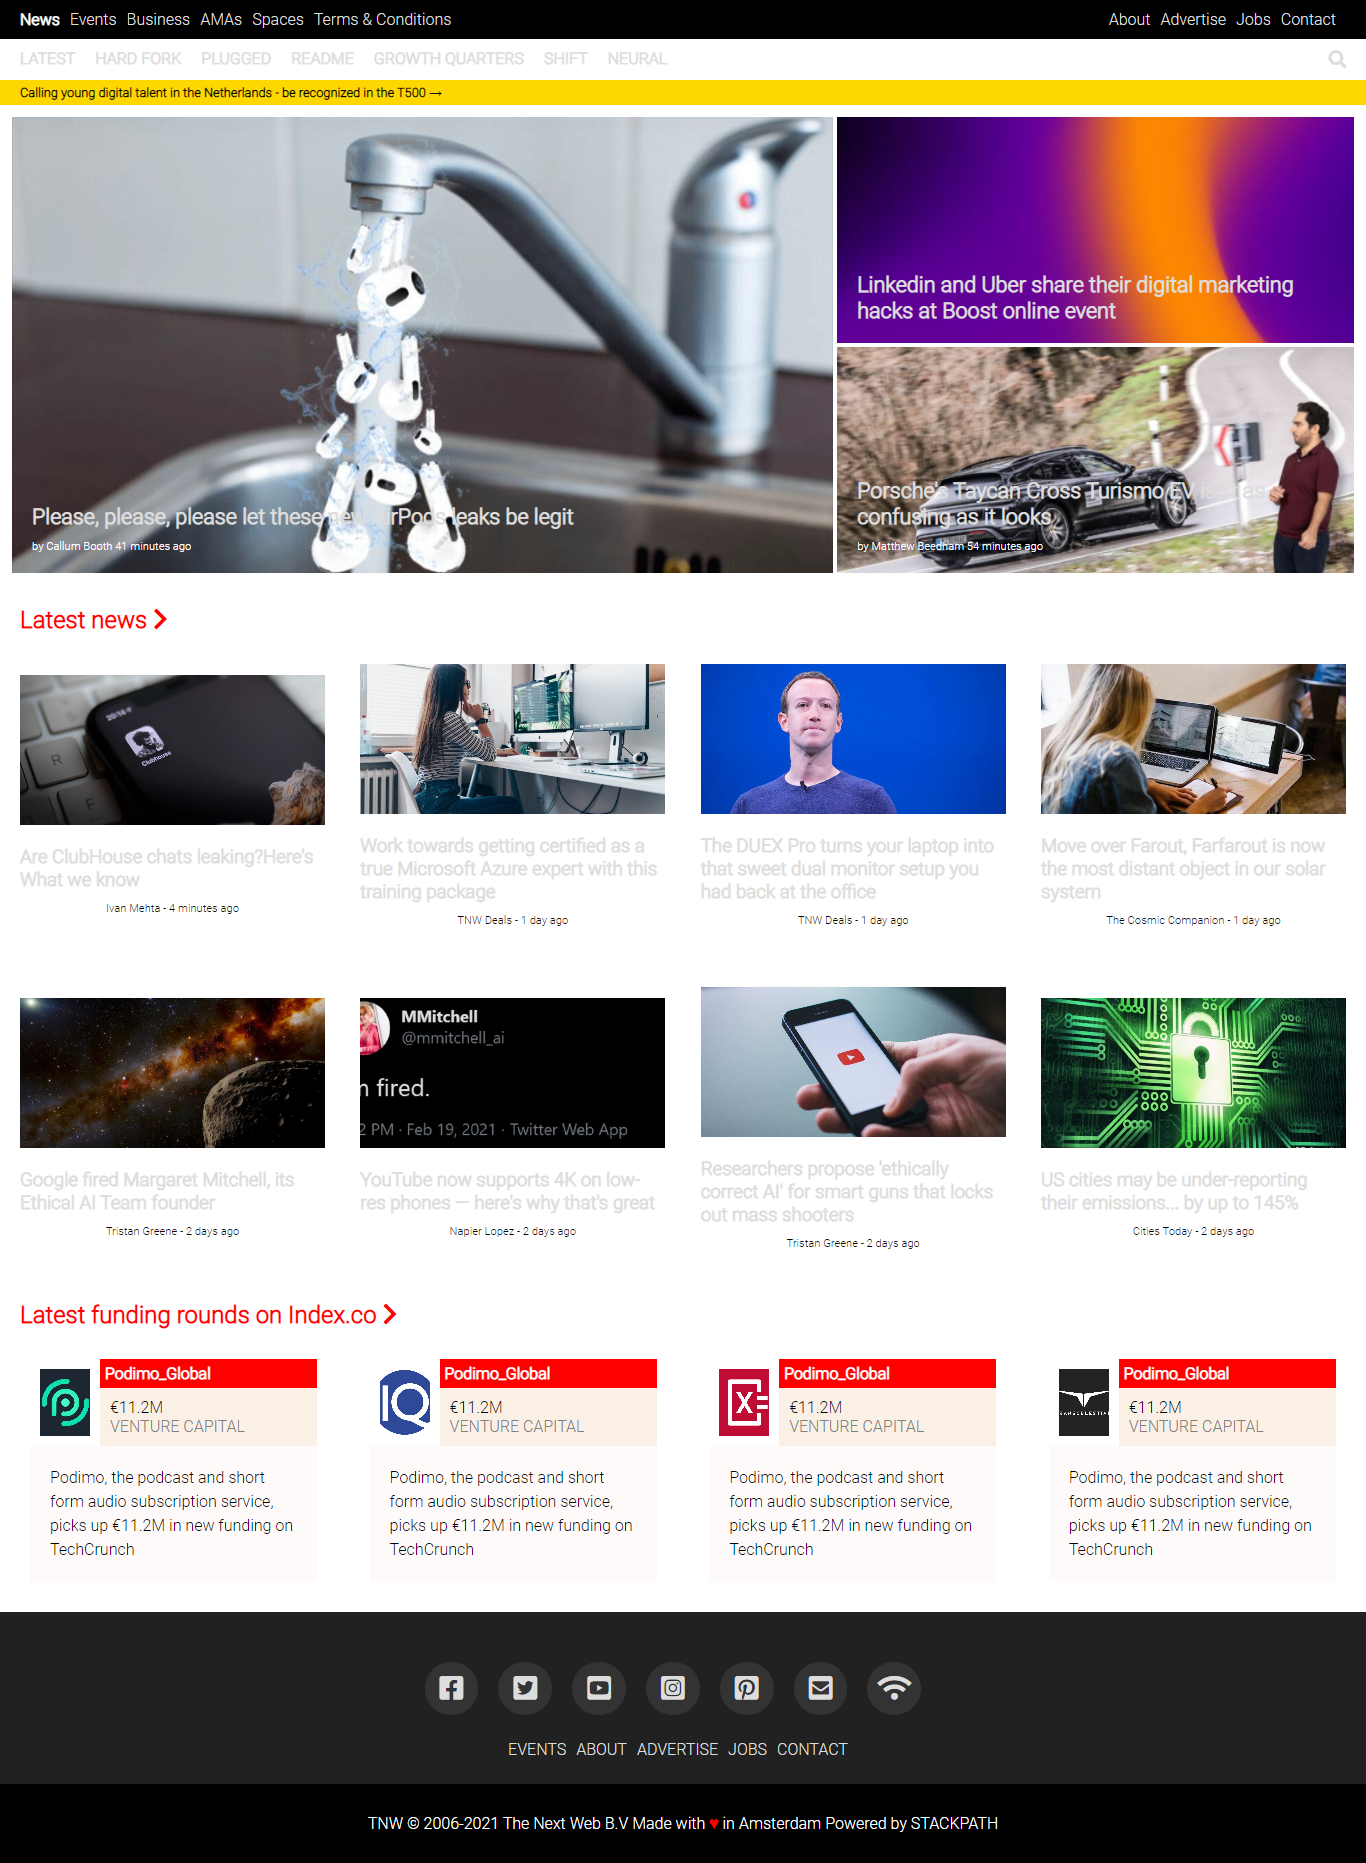 News Events Business AMAs Spaces Terms & Conditions About Advertise Jobs Contact
LATEST HARD FORK PLUGGED README GROWTH QUARTERS SHIFT NEURAL
Calling young digital talent in the Netherlands - be recognized in the T500 →
Linkedin and Uber share their digital marketing
hacks at Boost online event
Please, please, please let these new AirPods leaks be legit
by Callum Booth 41 minutes ago
Porsche's Taycan Cross Turismo EV is as
confusing as it looks
by Matthew Beedham 54 minutes ago
Latest news
20:14
R
F
Clubhouse
Are ClubHouse chats leaking?Here's
What we know
Ivan Mehta - 4 minutes ago
Work towards getting certified as a
true Microsoft Azure expert with this
training package
TNW Deals - 1 day ago
The DUEX Pro turns your laptop into
that sweet dual monitor setup you
had back at the office
TNW Deals - 1 day ago
Move over Farout, Farfarout is now
the most distant object in our solar
system
The Cosmic Companion - 1 day ago
Google fired Margaret Mitchell, its
Ethical AI Team founder
Tristan Greene - 2 days ago
MMitchell
@mmitchell_ai
n fired.
2 PM · Feb 19, 2021 · Twitter Web App
YouTube now supports 4K on low-
res phones — here's why that's great
Napier Lopez - 2 days ago
Researchers propose 'ethically
correct AI' for smart guns that locks
out mass shooters
Tristan Greene - 2 days ago
US cities may be under-reporting
their emissions... by up to 145%
Cities Today - 2 days ago
Latest funding rounds on Index.co
Podimo_Global
€11.2M
VENTURE CAPITAL
Podimo, the podcast and short
form audio subscription service,
picks up €11.2M in new funding on
TechCrunch
IQ
Podimo_Global
€11.2M
VENTURE CAPITAL
Podimo, the podcast and short
form audio subscription service,
picks up €11.2M in new funding on
TechCrunch
X
Podimo_Global
€11.2M
VENTURE CAPITAL
Podimo, the podcast and short
form audio subscription service,
picks up €11.2M in new funding on
TechCrunch
RANSCELESTIA
Podimo_Global
€11.2M
VENTURE CAPITAL
Podimo, the podcast and short
form audio subscription service,
picks up €11.2M in new funding on
TechCrunch
EVENTS ABOUT ADVERTISE JOBS CONTACT
TNW © 2006-2021 The Next Web B.V Made with ♥ in Amsterdam Powered by STACKPATH